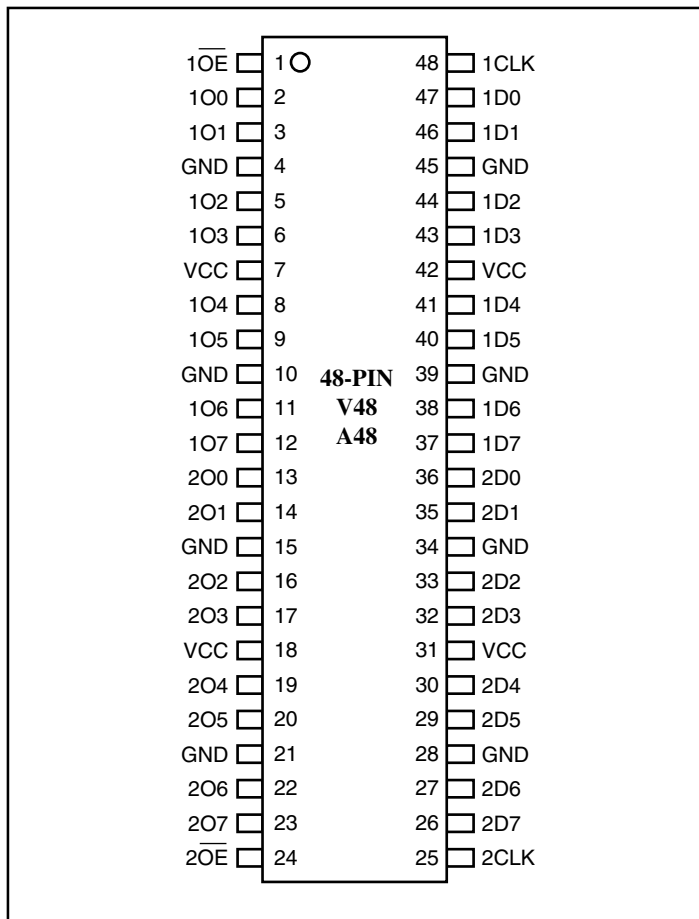 1O̅E̅ 1 48 1CLK
1O0 2 47 1D0
1O1 3 46 1D1
GND 4 45 GND
1O2 5 44 1D2
1O3 6 43 1D3
VCC 7 42 VCC
1O4 8 41 1D4
1O5 9 40 1D5
GND 10 48-PIN 39 GND
1O6 11 V48 38 1D6
1O7 12 A48 37 1D7
2O0 13 36 2D0
2O1 14 35 2D1
GND 15 34 GND
2O2 16 33 2D2
2O3 17 32 2D3
VCC 18 31 VCC
2O4 19 30 2D4
2O5 20 29 2D5
GND 21 28 GND
2O6 22 27 2D6
2O7 23 26 2D7
2O̅E̅ 24 25 2CLK